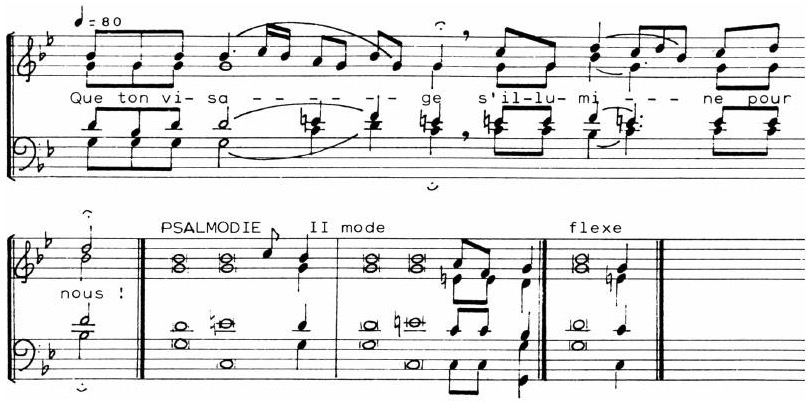 ♩ = 80
Que ton vi- sa - - - - - - ge s'il-lu- mi - - - ne pour
PSALMODIE II mode flexe
nous !